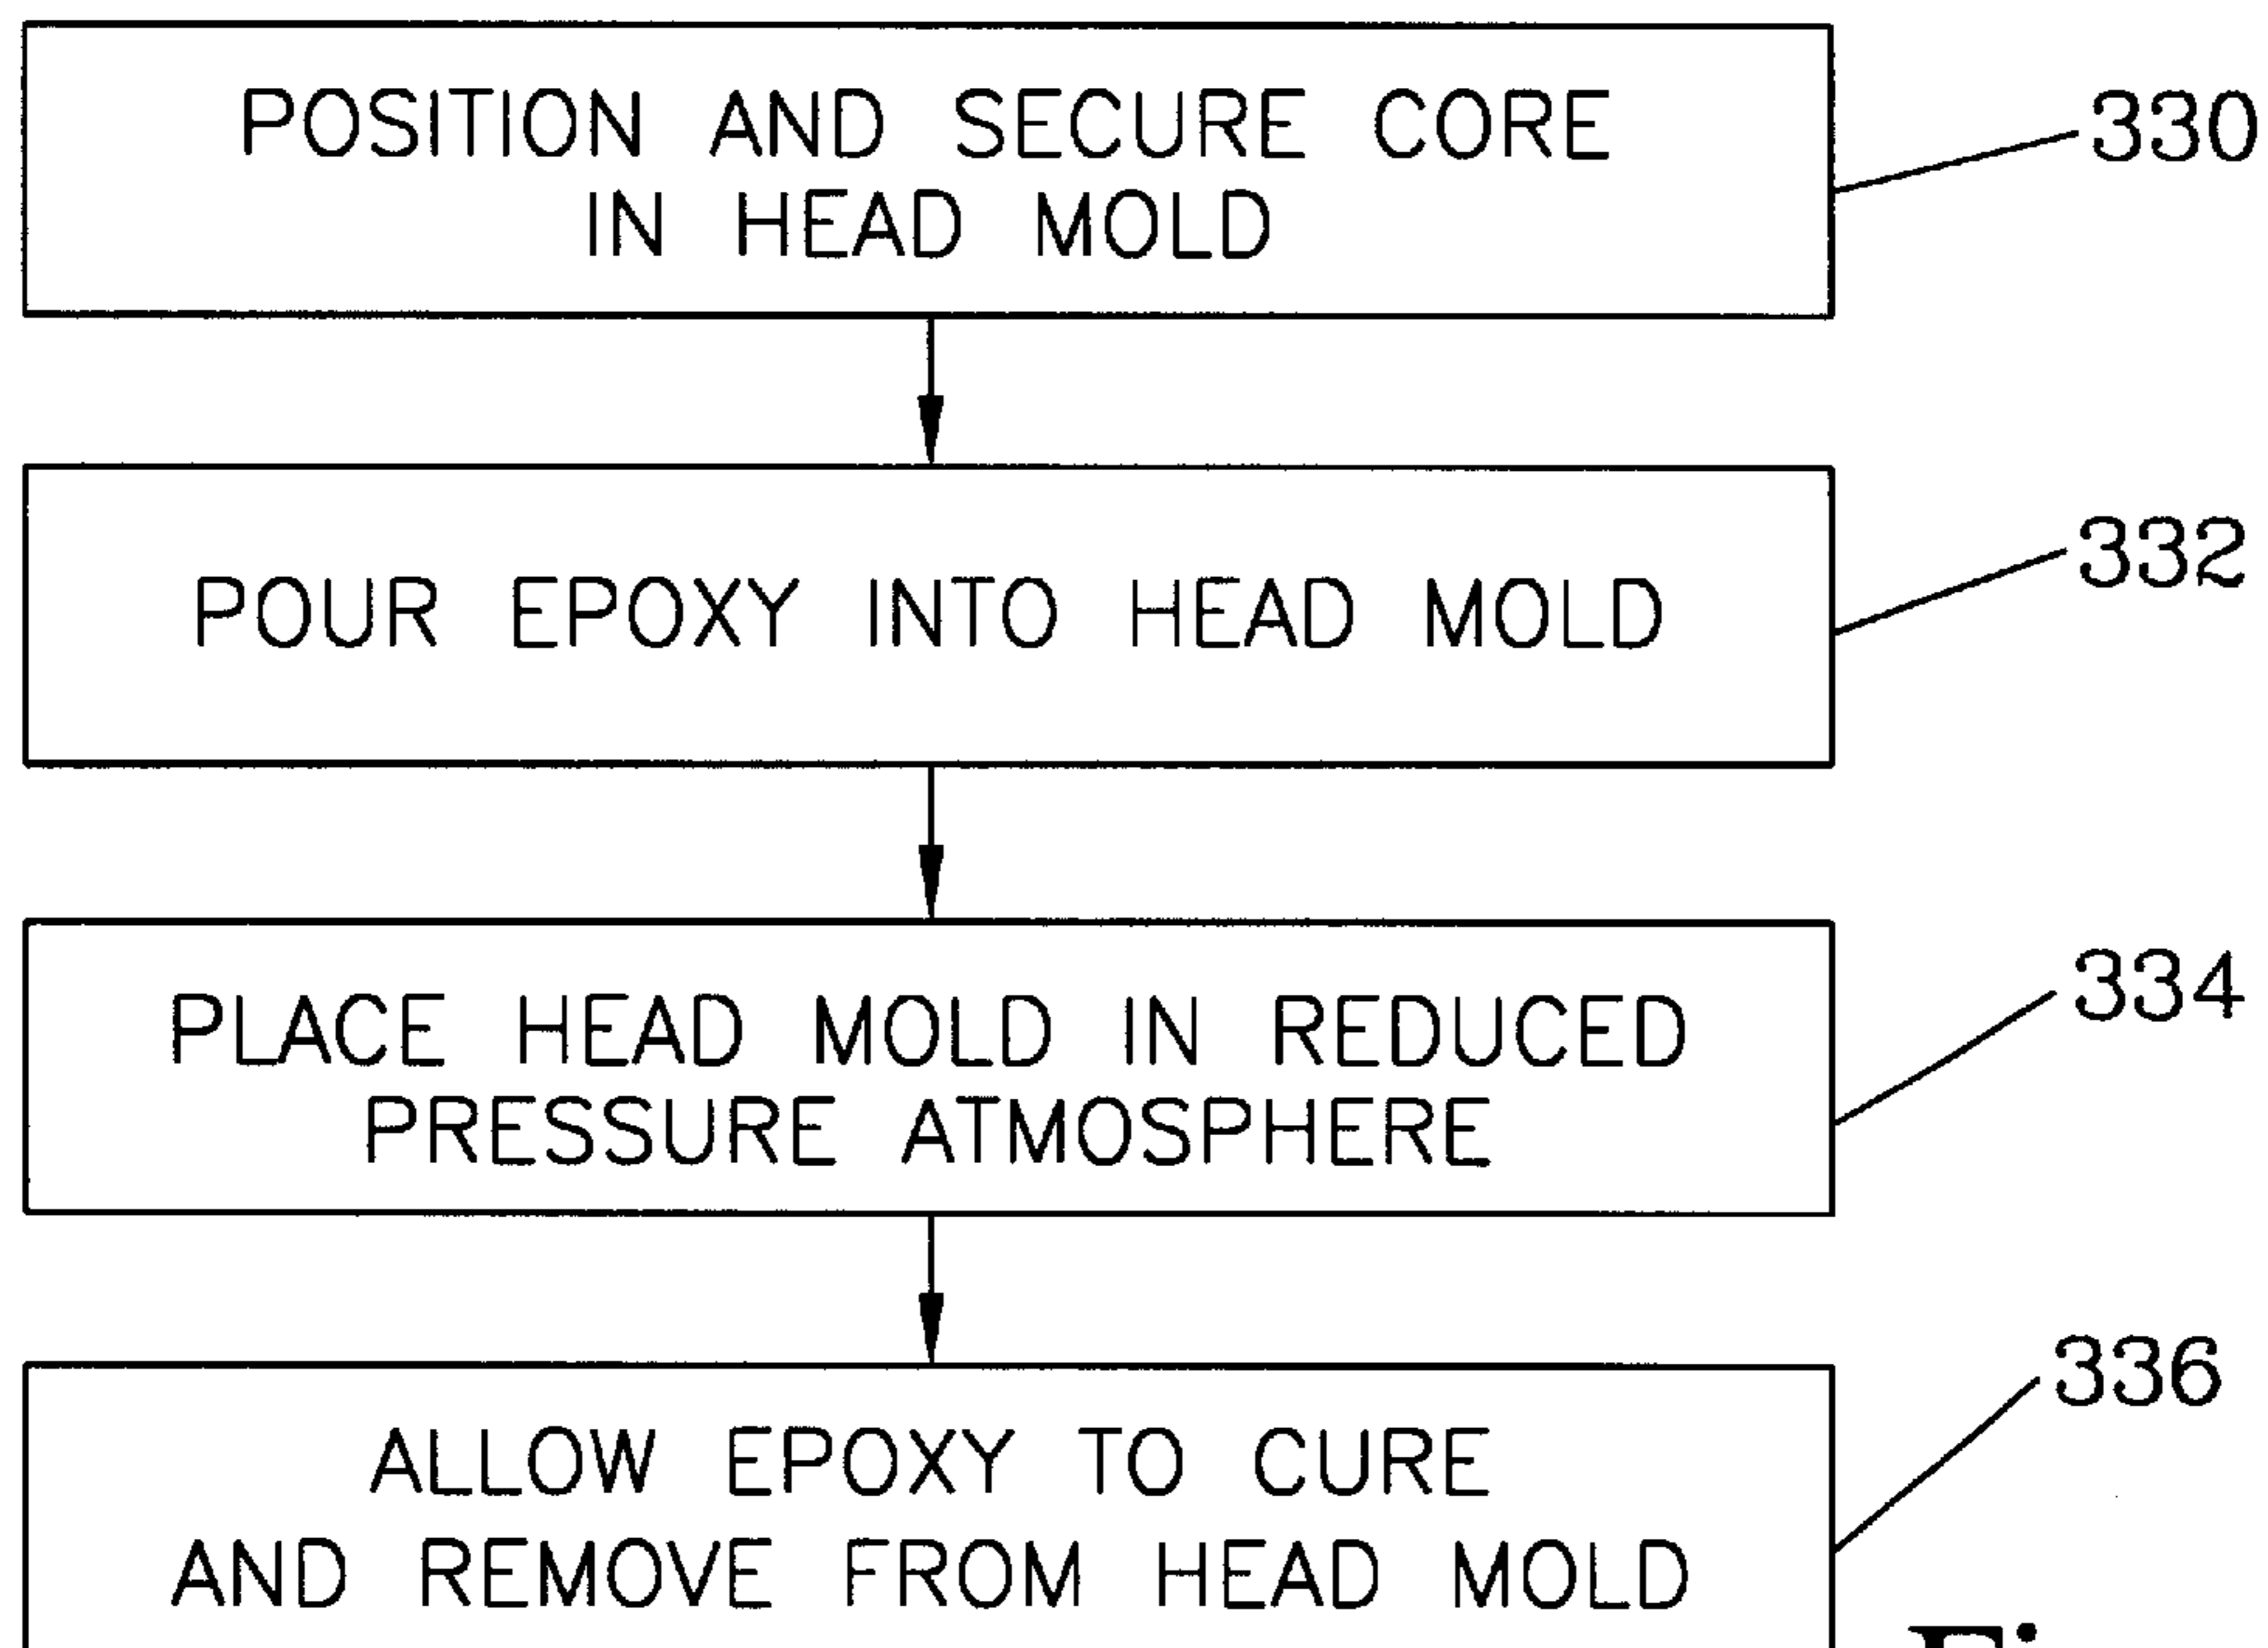 POSITION AND SECURE CORE
IN HEAD MOLD
330
POUR EPOXY INTO HEAD MOLD
332
PLACE HEAD MOLD IN REDUCED
PRESSURE ATMOSPHERE
334
ALLOW EPOXY TO CURE
AND REMOVE FROM HEAD MOLD
336